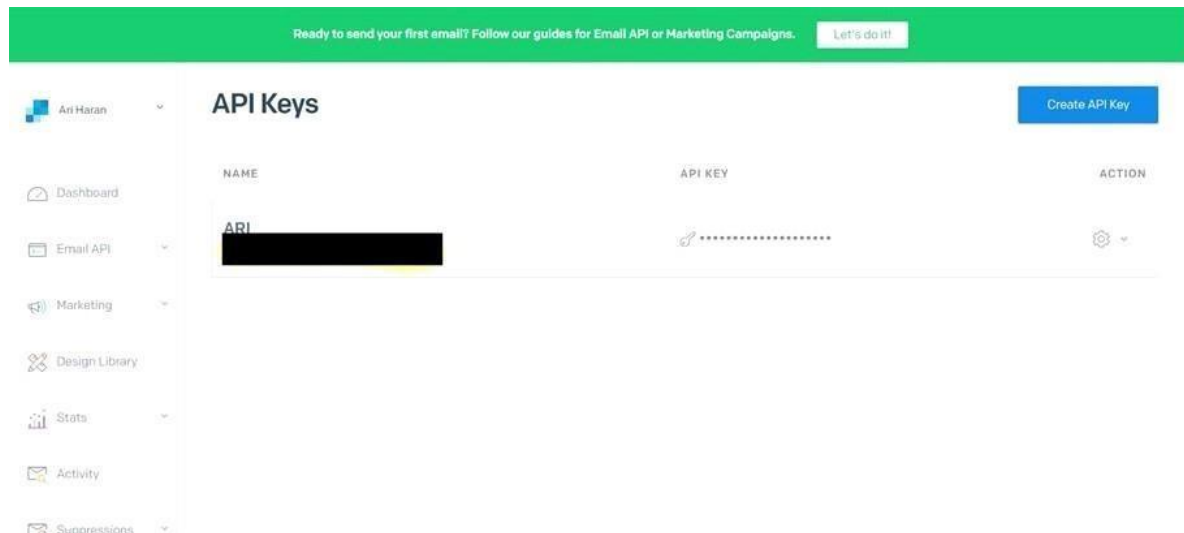 Ready to send your first email? Follow our guides for Email API or Marketing Campaigns. Let's do it!
Ari Haran
API Keys
Create API Key
NAME API KEY ACTION
ARI ••••••••••••••••••••
Dashboard
Email API
Marketing
Design Library
Stats
Activity
Suppressions